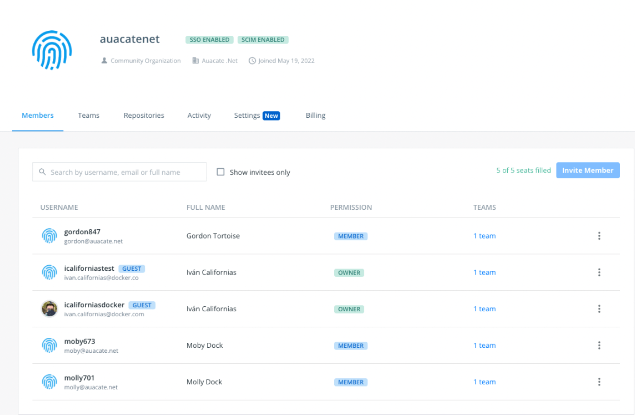 auacatenet SSO ENABLED SCIM ENABLED
Community Organization Auacate .Net Joined May 19, 2022
Members Teams Repositories Activity Settings New Billing
Search by username, email or full name Show invitees only 5 of 5 seats filled Invite Member
USERNAME FULL NAME PERMISSION TEAMS
gordon847 Gordon Tortoise MEMBER 1 team
gordon@auacate.net
icaliforniastest GUEST Iván Californias OWNER 1 team
ivan.californias@docker.co
icaliforniasdocker GUEST Iván Californias OWNER 1 team
ivan.californias@docker.com
moby673 Moby Dock MEMBER 1 team
moby@auacate.net
molly701 Molly Dock MEMBER 1 team
molly@auacate.net